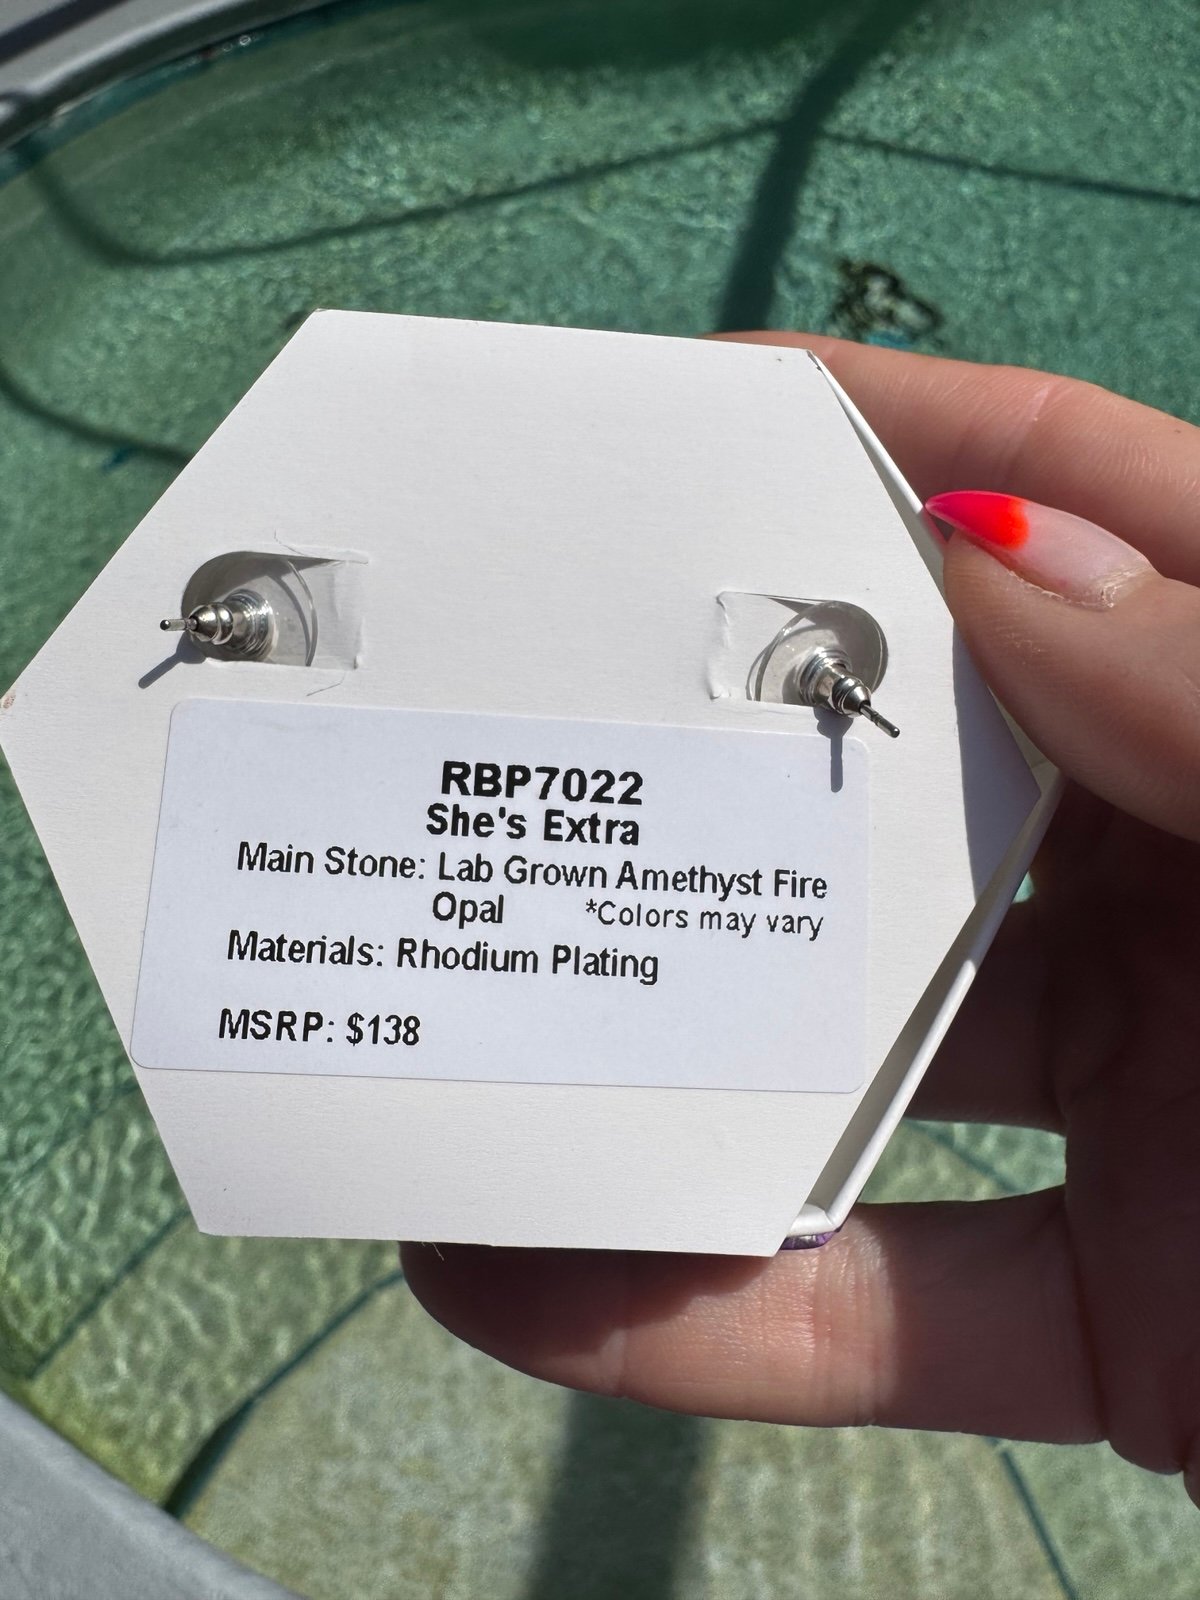 RBP7022
She's Extra
Main Stone: Lab Grown Amethyst Fire
Opal *Colors may vary
Materials: Rhodium Plating
MSRP: $138